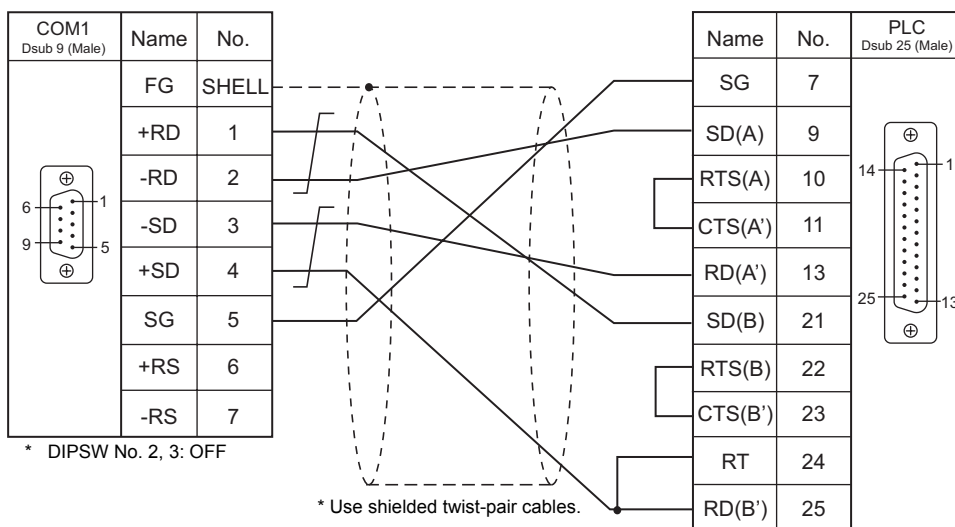 COM1
Dsub 9 (Male)
Name
No.
FG
SHELL
+RD
1
-RD
2
-SD
3
+SD
4
SG
5
+RS
6
-RS
7
6
1
9
5
* DIPSW No. 2, 3: OFF
* Use shielded twist-pair cables.
Name
No.
PLC
Dsub 25 (Male)
SG
7
SD(A)
9
RTS(A)
10
CTS(A')
11
RD(A')
13
SD(B)
21
RTS(B)
22
CTS(B')
23
RT
24
RD(B')
25
14
1
25
13